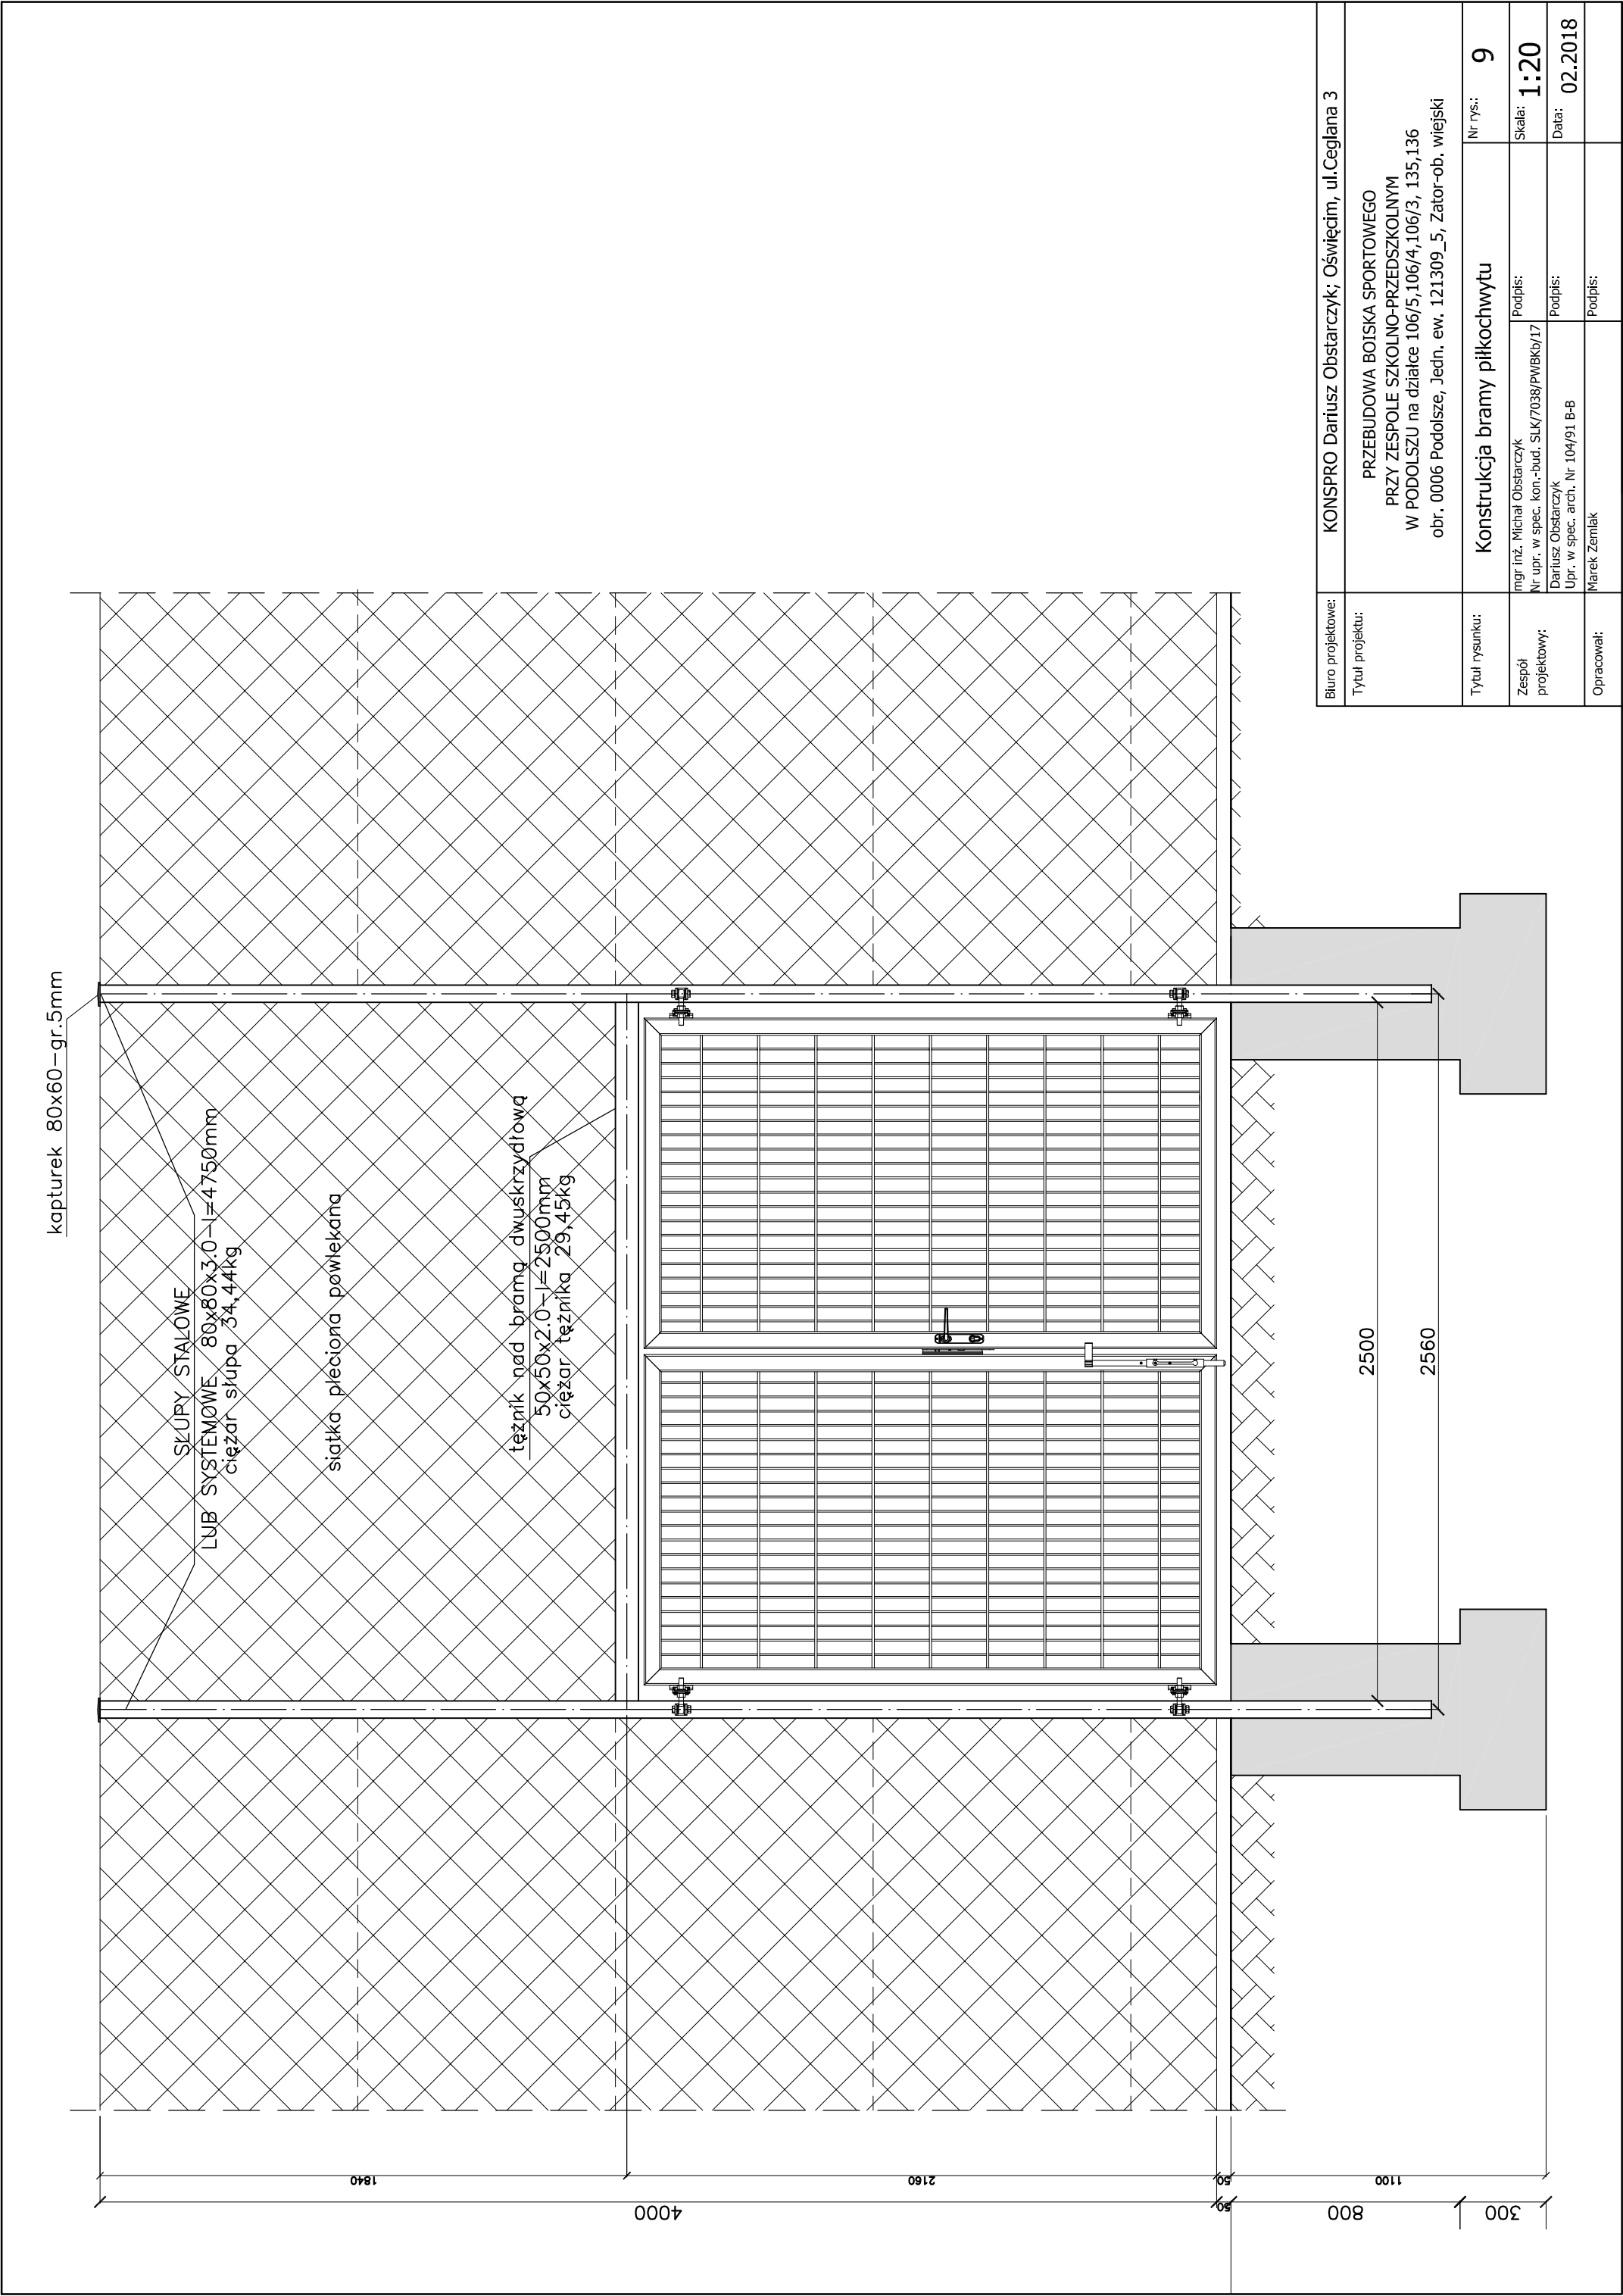 kapturek 80x60-gr.5mm
SŁUPY STALOWE
LUB SYSTEMOWE 80x80x3.0-l=4750mm
ciężar słupa 34,44kg
siatka pleciona powlekana
tężnik nad bramą dwuskrzydłową
50x50x2.0-l=2500mm
ciężar tężnika 29,45kg
2500
2560
1840
2160
50
1100
4000
50
800
300
Biuro projektowe:
KONSPRO Dariusz Obstarczyk; Oświęcim, ul.Ceglana 3
Tytuł projektu:
PRZEBUDOWA BOISKA SPORTOWEGO
PRZY ZESPOLE SZKOLNO-PRZEDSZKOLNYM
W PODOLSZU na działce 106/5,106/4,106/3, 135,136
obr. 0006 Podolsze, Jedn. ew. 121309_5, Zator-ob. wiejski
Tytuł rysunku:
Konstrukcja bramy piłkochwytu
Nr rys.:
9
Zespół
projektowy:
mgr inż. Michał Obstarczyk
Nr upr. w spec. kon.-bud. SLK/7038/PWBKb/17
Podpis:
Skala:
1:20
Dariusz Obstarczyk
Upr. w spec. arch. Nr 104/91 B-B
Podpis:
Data:
02.2018
Opracował:
Marek Zemlak
Podpis: